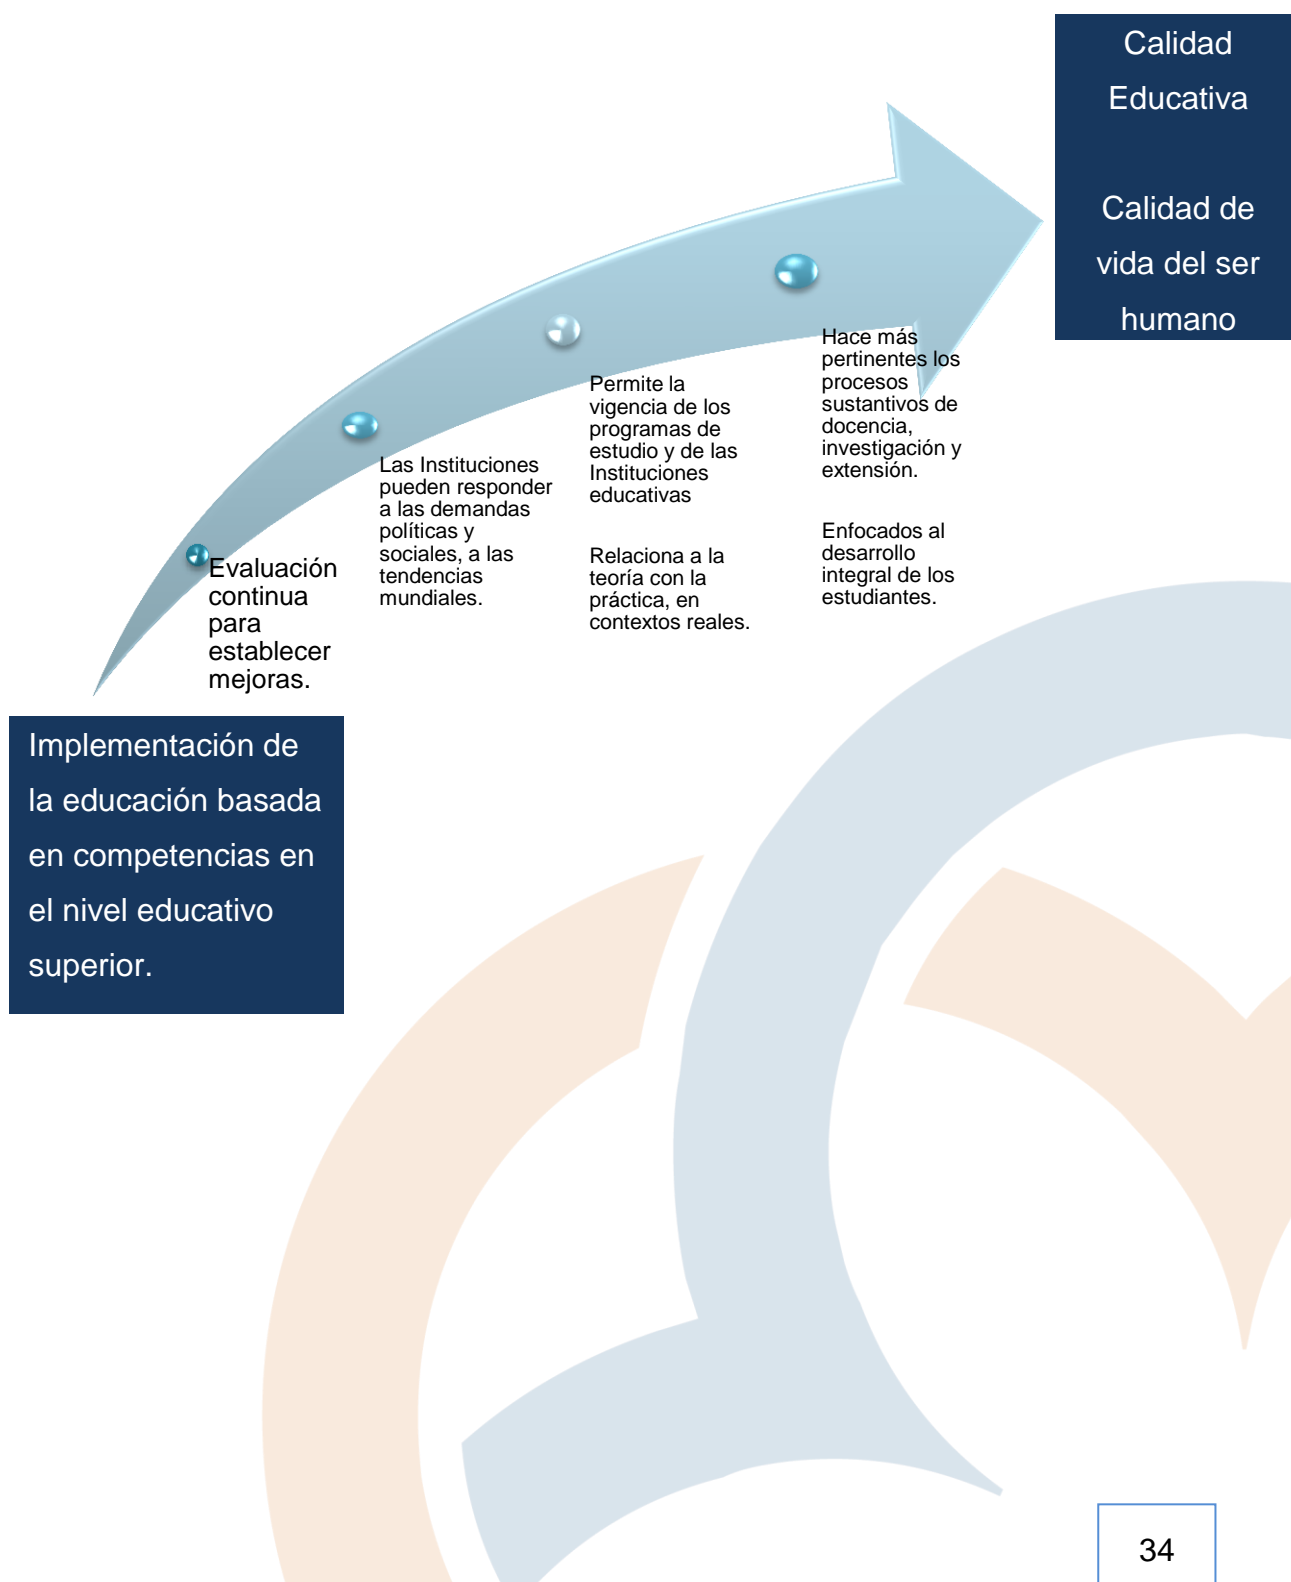 Calidad
Educativa
Calidad de
vida del ser
humano
Hace más
pertinentes los
procesos
sustantivos de
docencia,
investigación y
extensión.
Enfocados al
desarrollo
integral de los
estudiantes.
Permite la
vigencia de los
programas de
estudio y de las
Instituciones
educativas
Relaciona a la
teoría con la
práctica, en
contextos reales.
Las Instituciones
pueden responder
a las demandas
políticas y
sociales, a las
tendencias
mundiales.
Evaluación
continua
para
establecer
mejoras.
Implementación de
la educación basada
en competencias en
el nivel educativo
superior.
34